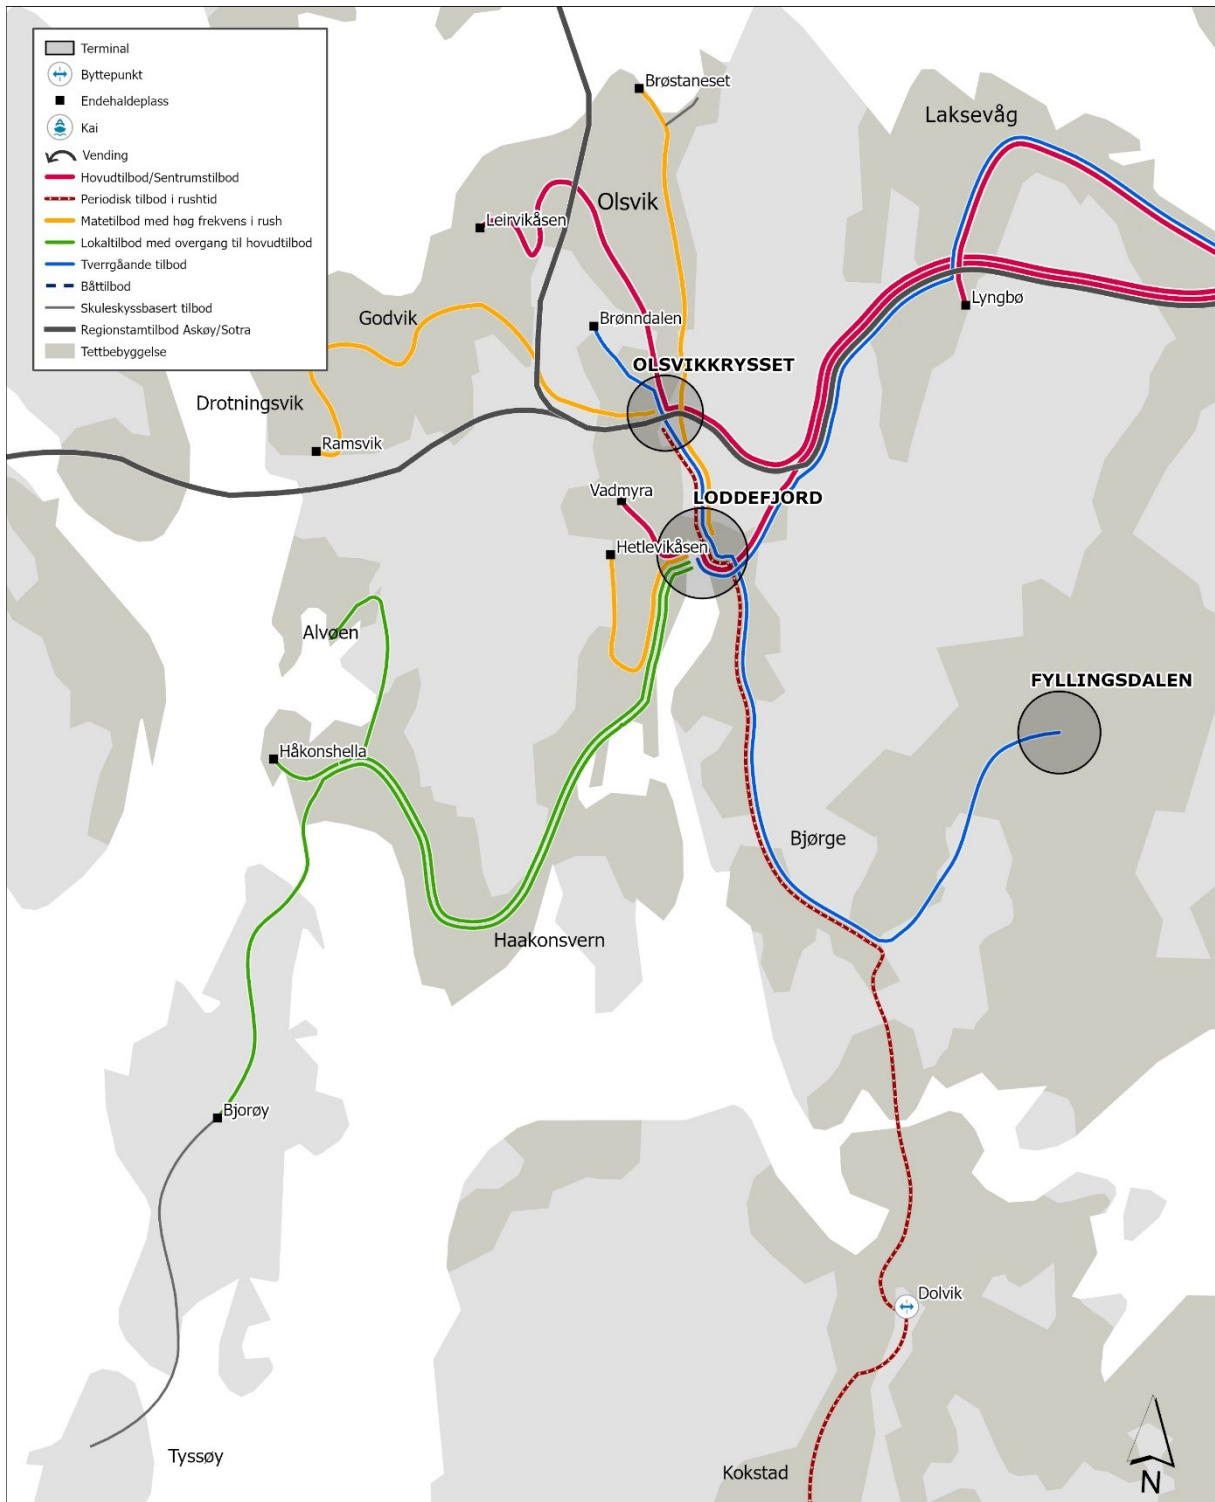 Terminal
Byttepunkt
Endehaldeplass
Kai
Vending
Hovudtilbod/Sentrumstilbod
Periodisk tilbod i rushtid
Matetilbod med høg frekvens i rush
Lokaltilbod med overgang til hovudtilbod
Tverrgåande tilbod
Båttilbod
Skuleskyssbasert tilbod
Regionstamtilbod Askøy/Sotra
Tettbebyggelse
Brøstaneset
Laksevåg
Olsvik
Leirvikåsen
Lyngbø
Godvik
Brønndalen
OLSVIKKRYSSET
Drotningsvik
Ramsvik
Vadmyra
LODDEFJORD
Hetlevikåsen
Alvøen
FYLLINGSDALEN
Håkonshella
Bjørge
Haakonsvern
Bjorøy
Dolvik
Tyssøy
Kokstad
N